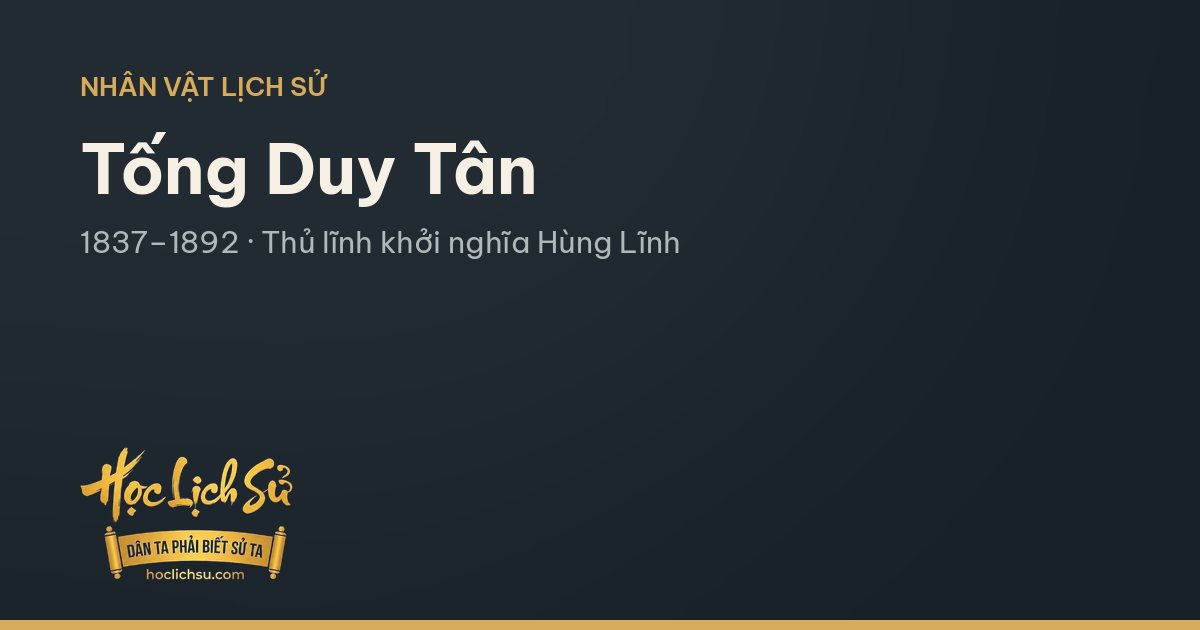 NHÂN VẬT LỊCH SỬ
Tống Duy Tân
1837–1892 · Thủ lĩnh khởi nghĩa Hùng Lĩnh
Học Lịch Sử
DÂN TA PHẢI BIẾT SỬ TA
hoclichsu.com